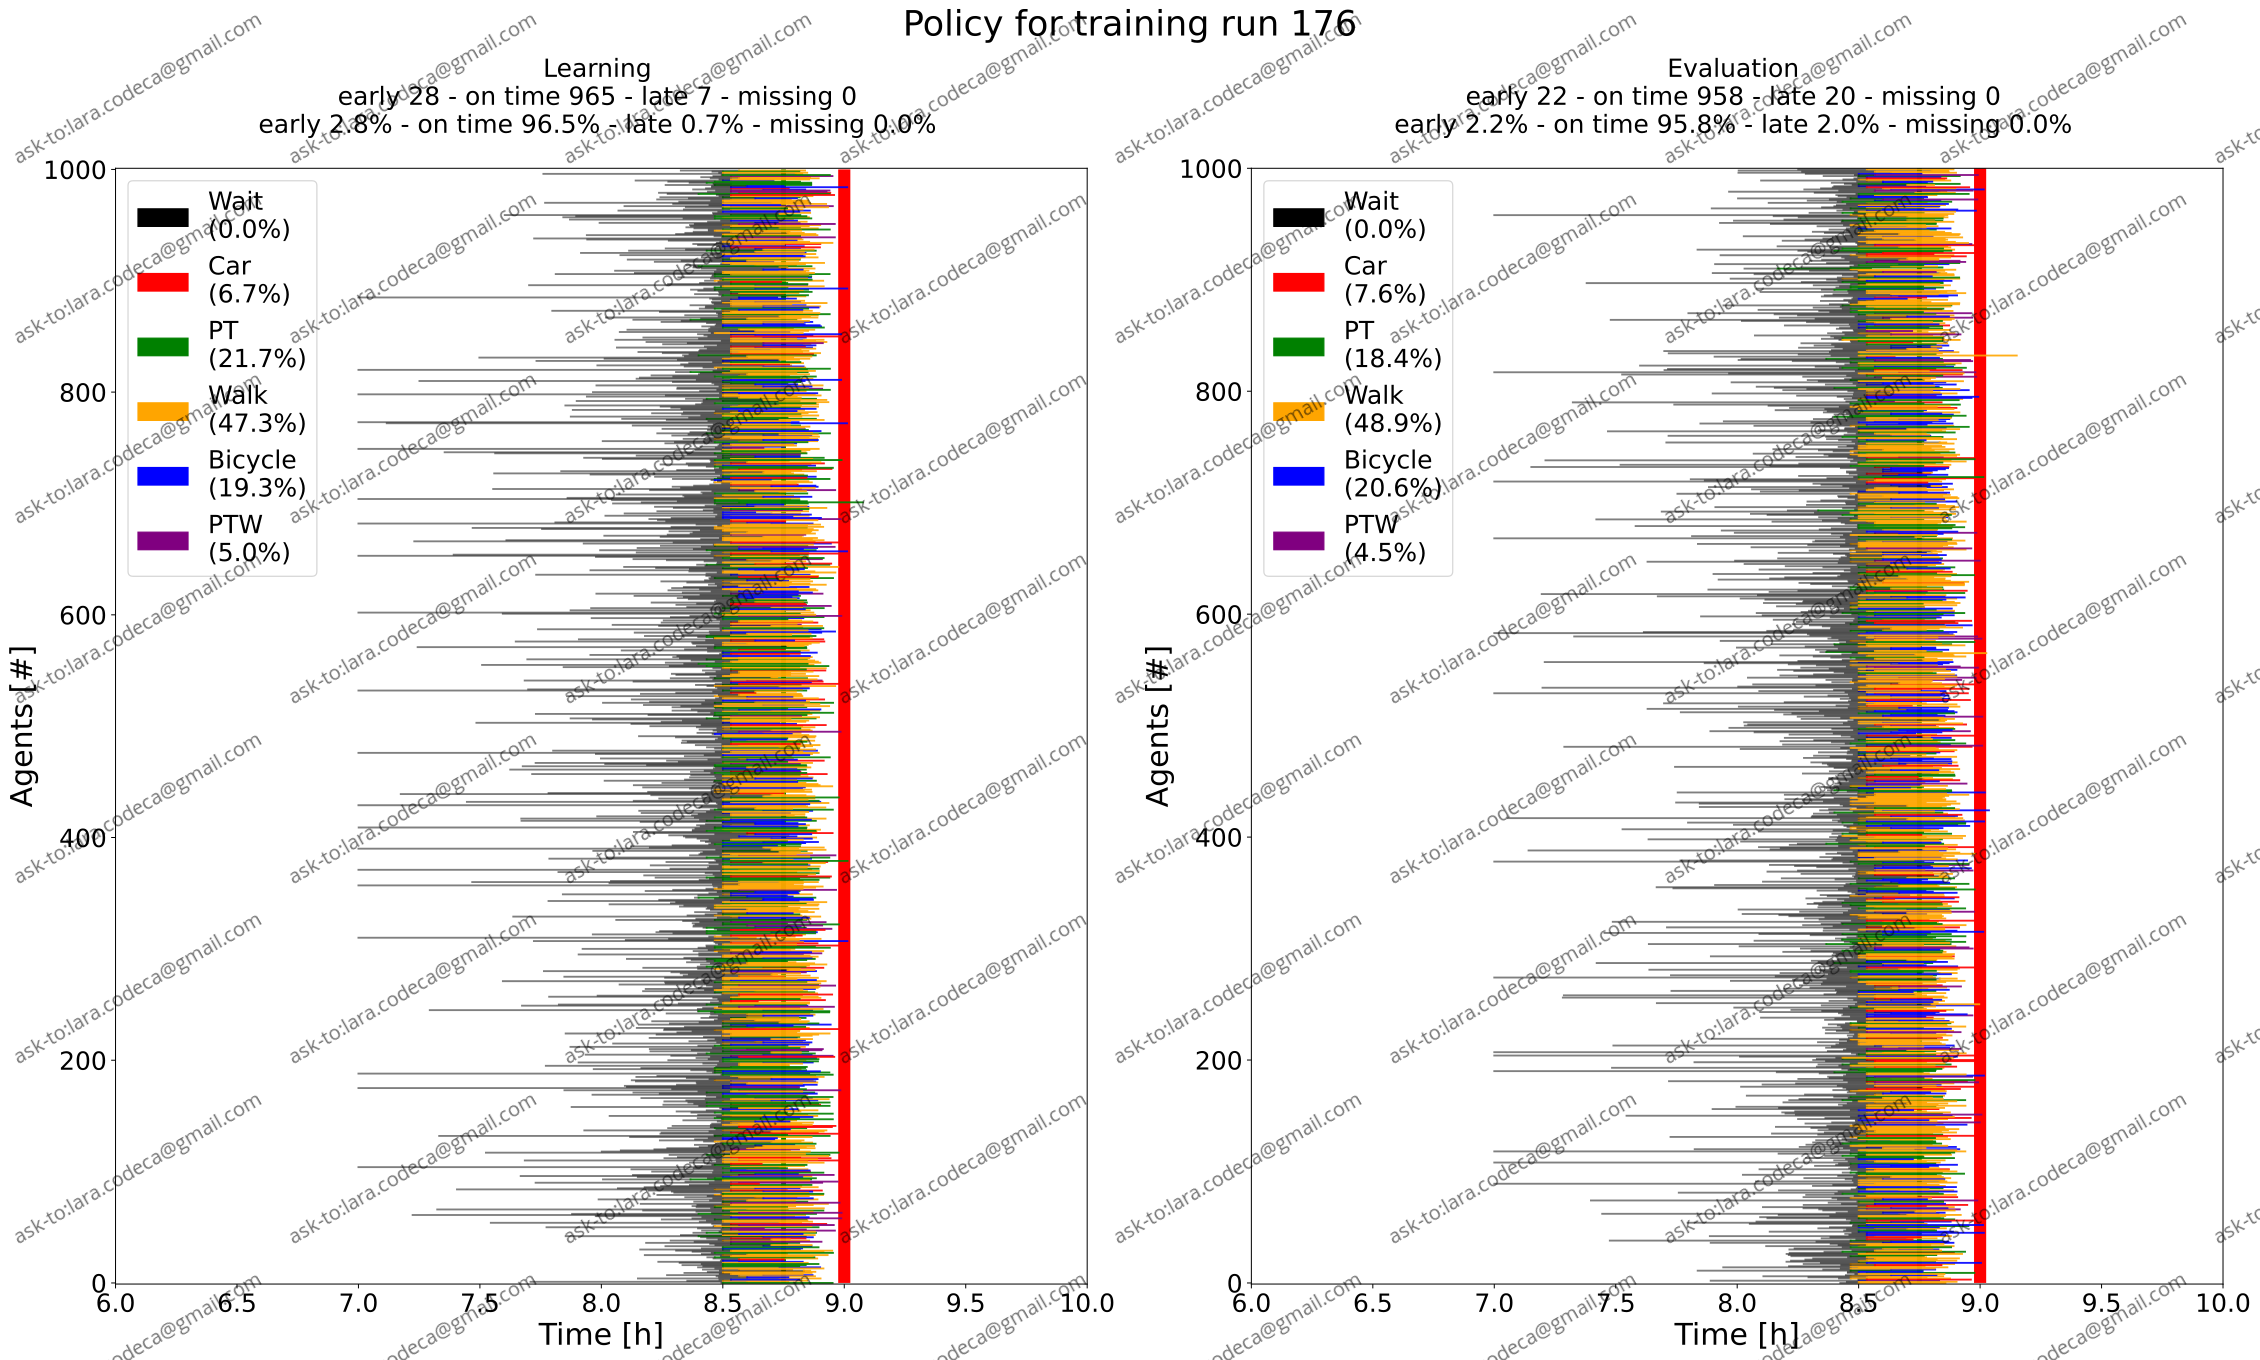 Policy for training run 176
Learning
early 28 - on time 965 - late 7 - missing 0
early 2.8% - on time 96.5% - late 0.7% - missing 0.0%
1000
800
600
400
200
0
Agents [#]
Wait
(0.0%)
Car
(6.7%)
PT
(21.7%)
Walk
(47.3%)
Bicycle
(19.3%)
PTW
(5.0%)
6.0 6.5 7.0 7.5 8.0 8.5 9.0 9.5 10.0
Time [h]
Evaluation
early 22 - on time 958 - late 20 - missing 0
early 2.2% - on time 95.8% - late 2.0% - missing 0.0%
1000
800
600
400
200
0
Agents [#]
Wait
(0.0%)
Car
(7.6%)
PT
(18.4%)
Walk
(48.9%)
Bicycle
(20.6%)
PTW
(4.5%)
6.0 6.5 7.0 7.5 8.0 8.5 9.0 9.5 10.0
Time [h]
ask-to:lara.codeca@gmail.com